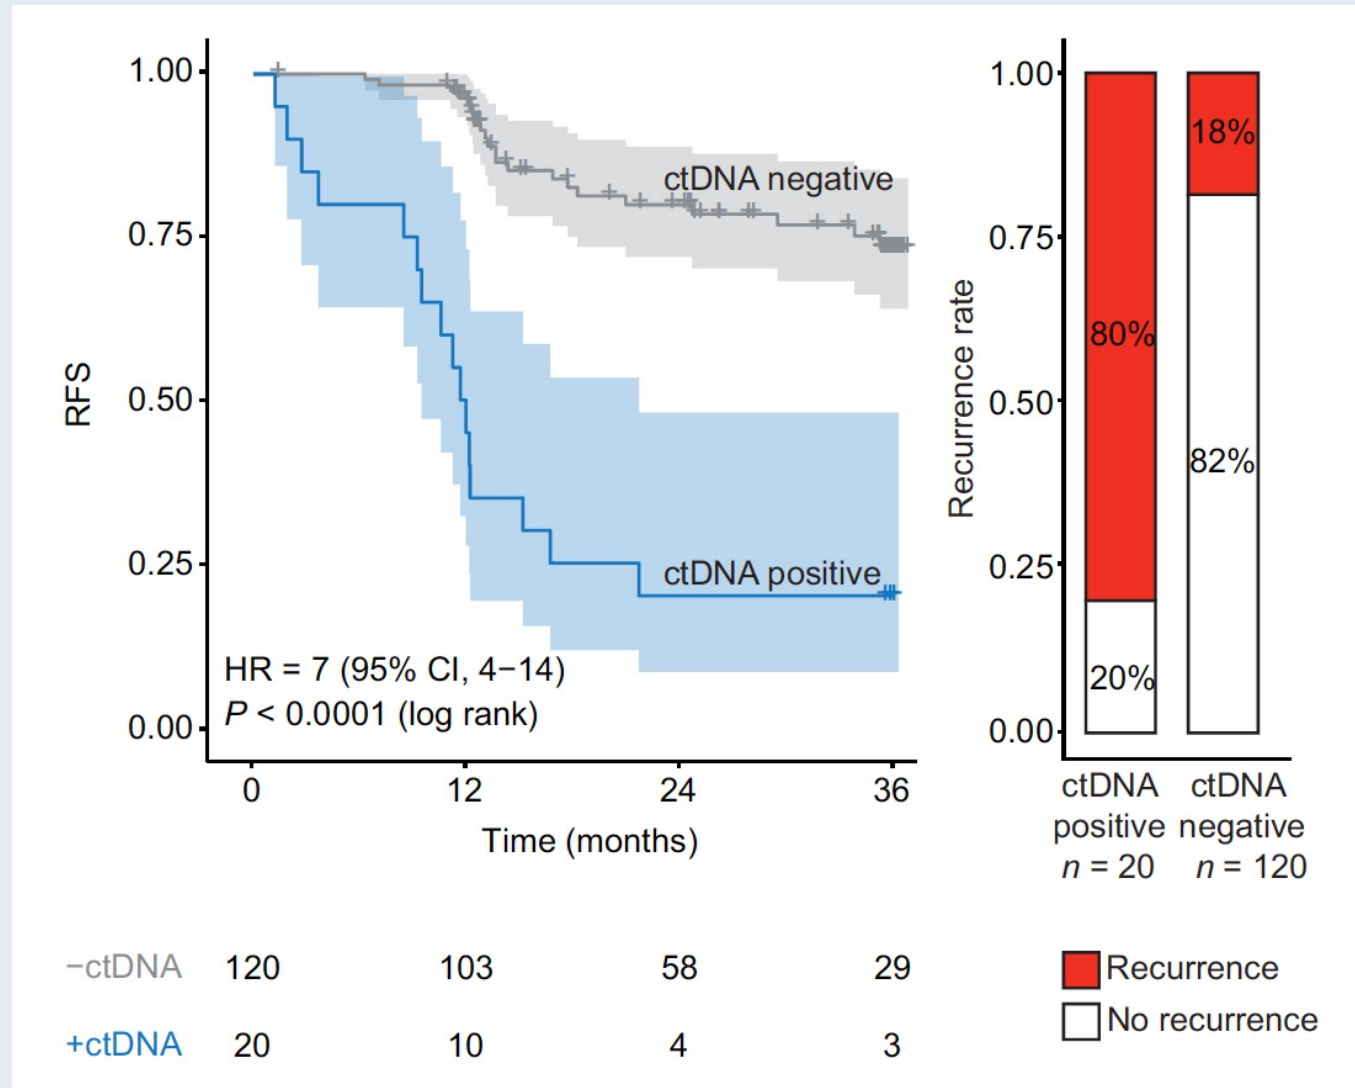 1.00
0.75
0.50
0.25
0.00
RFS
ctDNA negative
ctDNA positive
HR = 7 (95% CI, 4−14)
P < 0.0001 (log rank)
0 12 24 36
Time (months)
−ctDNA 120 103 58 29
+ctDNA 20 10 4 3
1.00
0.75
0.50
0.25
0.00
Recurrence rate
18%
80%
82%
20%
ctDNA ctDNA
positive negative
n = 20 n = 120
Recurrence
No recurrence